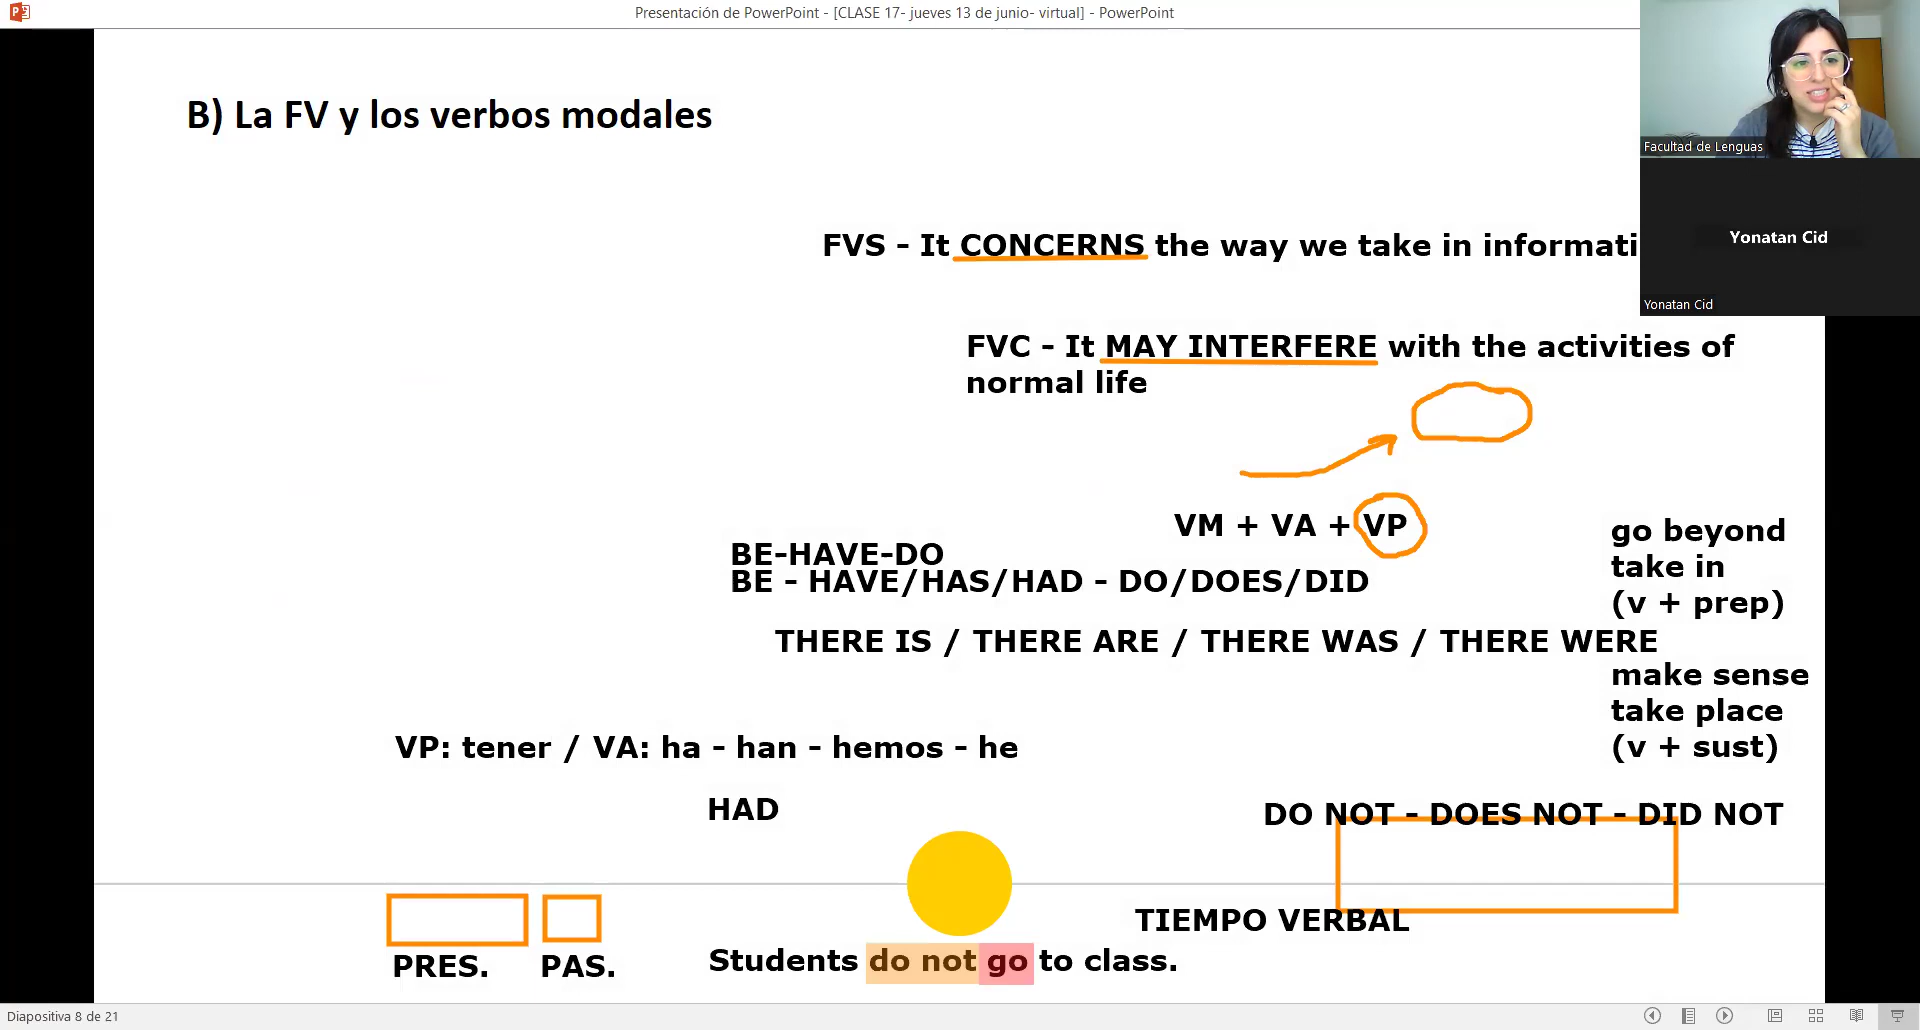 Presentación de PowerPoint - [CLASE 17- jueves 13 de junio- virtual] - PowerPoint
B) La FV y los verbos modales
Facultad de Lenguas
Yonatan Cid
Yonatan Cid
FVS - It CONCERNS the way we take in informati
FVC - It MAY INTERFERE with the activities of
normal life
VM + VA + VP
BE-HAVE-DO
BE - HAVE/HAS/HAD - DO/DOES/DID
go beyond
take in
(v + prep)
THERE IS / THERE ARE / THERE WAS / THERE WERE
make sense
take place
(v + sust)
VP: tener / VA: ha - han - hemos - he
HAD
DO NOT - DOES NOT - DID NOT
TIEMPO VERBAL
PRES. PAS.
Students do not go to class.
Diapositiva 8 de 21